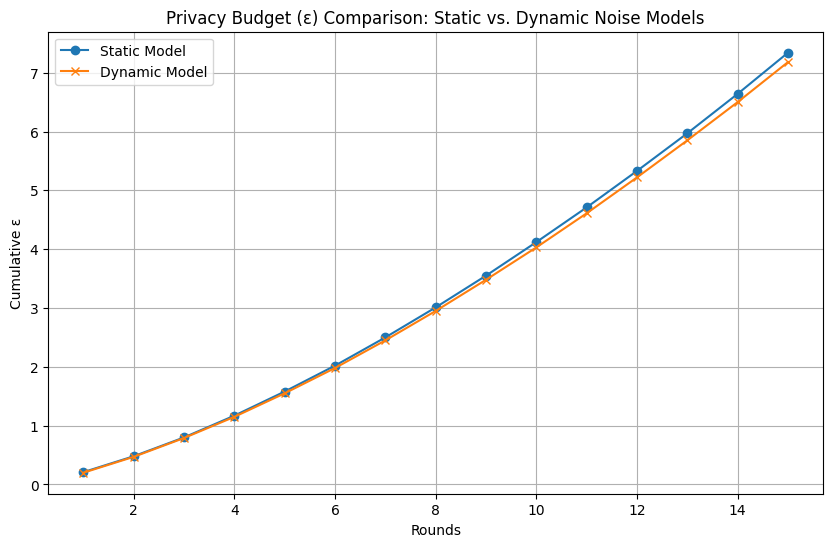 Privacy Budget (ε) Comparison: Static vs. Dynamic Noise Models
Static Model
Dynamic Model
7
6
5
4
3
2
1
0
Cumulative ε
2 4 6 8 10 12 14
Rounds